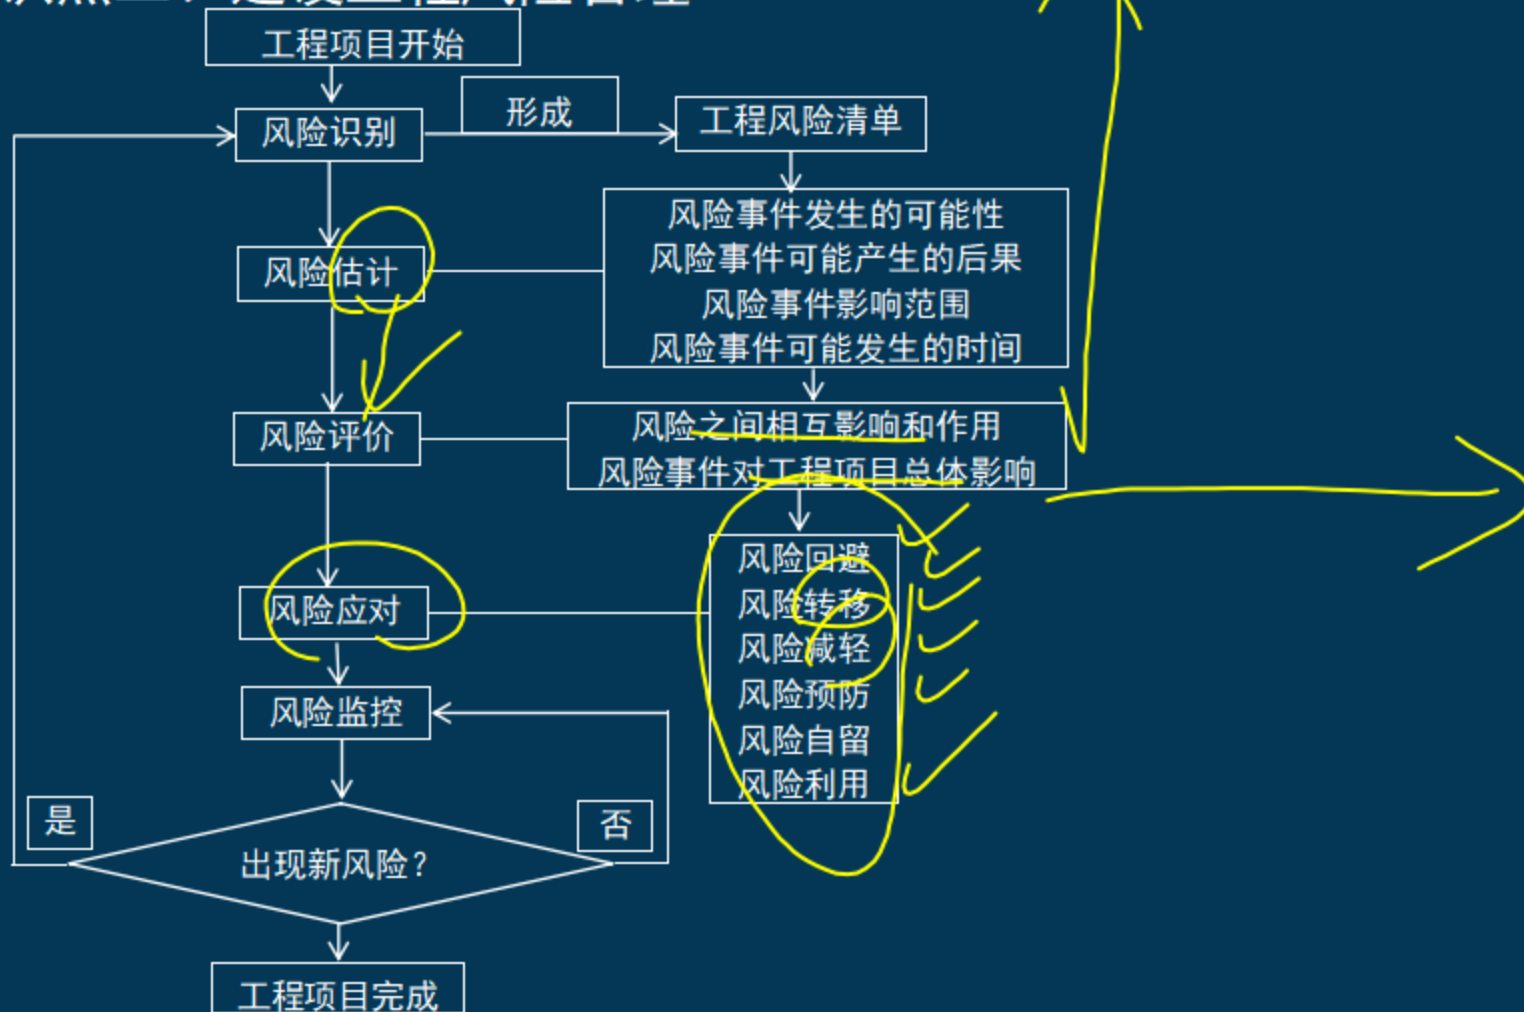 工程项目开始
形成
风险识别
工程风险清单
风险事件发生的可能性
风险估计
风险事件可能产生的后果
风险事件影响范围
风险事件可能发生的时间
风险评价
风险之间相互影响和作用
风险事件对工程项目总体影响
风险回避
风险应对
风险转移
风险减轻
风险预防
风险监控
风险自留
风险利用
是
否
出现新风险？
工程项目完成